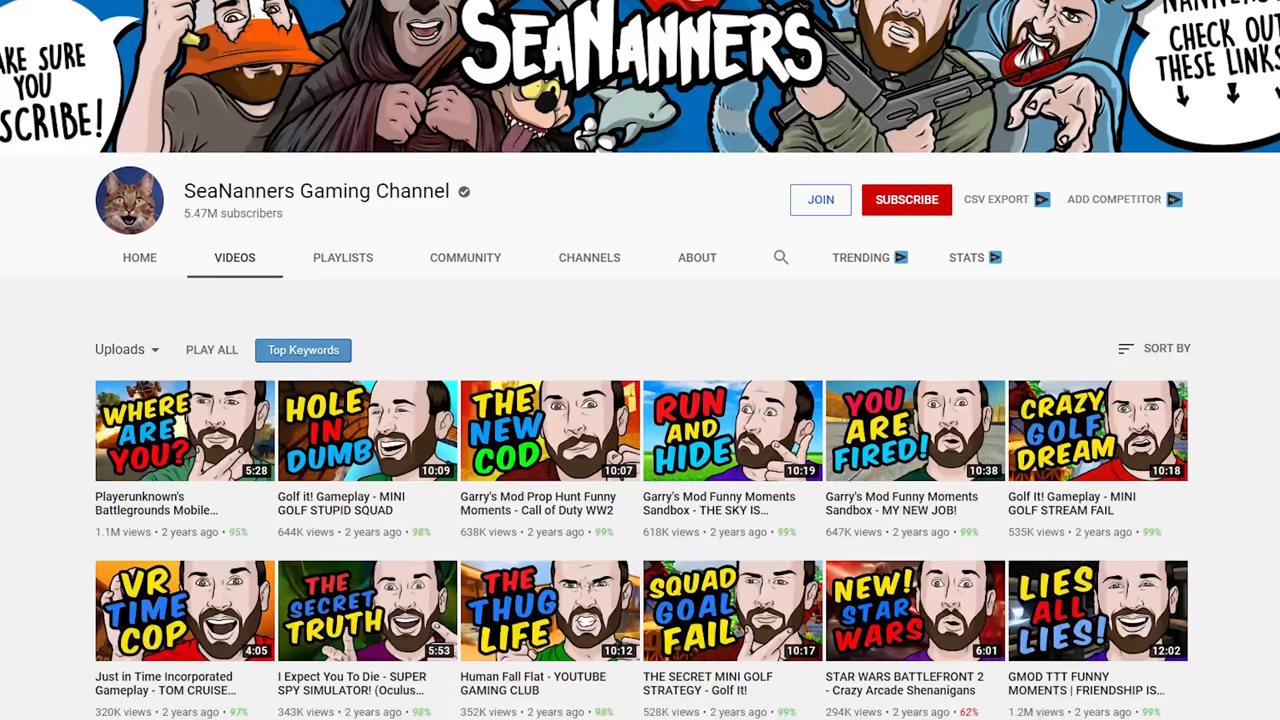 AKE SURE
YOU
SCRIBE!
SEANANNERS
NANNERS
CHECK OUT
THESE LINKS
SeaNanners Gaming Channel
5.47M subscribers
JOIN
SUBSCRIBE
CSV EXPORT
ADD COMPETITOR
HOME
VIDEOS
PLAYLISTS
COMMUNITY
CHANNELS
ABOUT
TRENDING
STATS
Uploads
PLAY ALL
Top Keywords
SORT BY
WHERE
ARE
YOU?
5:28
HOLE
IN
DUMB
10:09
THE
NEW
COD
10:07
RUN
AND
HIDE
10:19
YOU
ARE
FIRED!
10:38
CRAZY
GOLF
DREAM
10:18
Playerunknown's
Battlegrounds Mobile...
1.1M views • 2 years ago • 95%
Golf it! Gameplay - MINI
GOLF STUPID SQUAD
644K views • 2 years ago • 98%
Garry's Mod Prop Hunt Funny
Moments - Call of Duty WW2
638K views • 2 years ago • 99%
Garry's Mod Funny Moments
Sandbox - THE SKY IS...
618K views • 2 years ago • 99%
Garry's Mod Funny Moments
Sandbox - MY NEW JOB!
647K views • 2 years ago • 99%
Golf It! Gameplay - MINI
GOLF STREAM FAIL
535K views • 2 years ago • 99%
VR
TIME
COP
4:05
THE
SECRET
TRUTH
5:53
THE
THUG
LIFE
10:12
SQUAD
GOAL
FAIL
10:17
NEW!
STAR
WARS
6:01
LIES
ALL
LIES!
12:02
Just in Time Incorporated
Gameplay - TOM CRUISE...
320K views • 2 years ago • 97%
I Expect You To Die - SUPER
SPY SIMULATOR! (Oculus...
343K views • 2 years ago • 98%
Human Fall Flat - YOUTUBE
GAMING CLUB
352K views • 2 years ago • 98%
THE SECRET MINI GOLF
STRATEGY - Golf It!
528K views • 2 years ago • 99%
STAR WARS BATTLEFRONT 2
- Crazy Arcade Shenanigans
294K views • 2 years ago • 62%
GMOD TTT FUNNY
MOMENTS | FRIENDSHIP IS...
1.2M views • 2 years ago • 99%